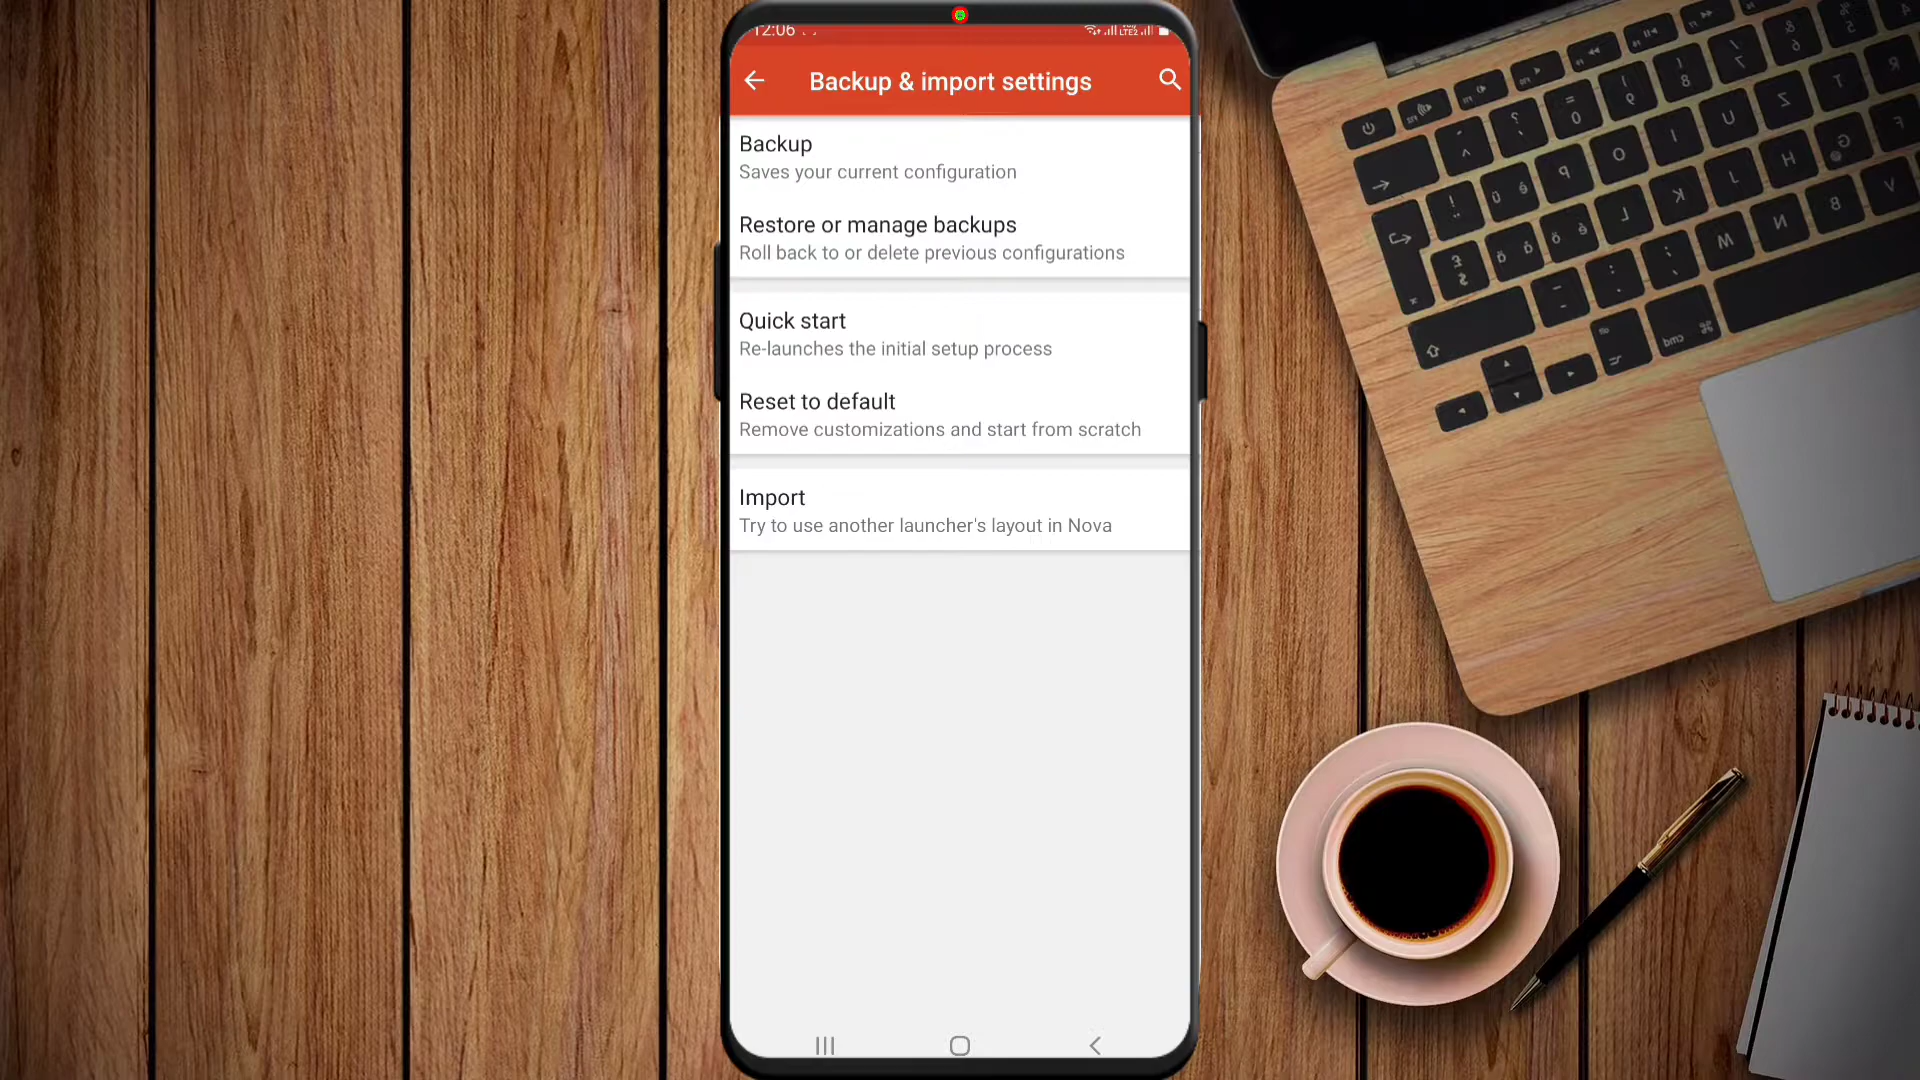 12:06
Backup & import settings
Backup
Saves your current configuration
Restore or manage backups
Roll back to or delete previous configurations
Quick start
Re-launches the initial setup process
Reset to default
Remove customizations and start from scratch
Import
Try to use another launcher's layout in Nova